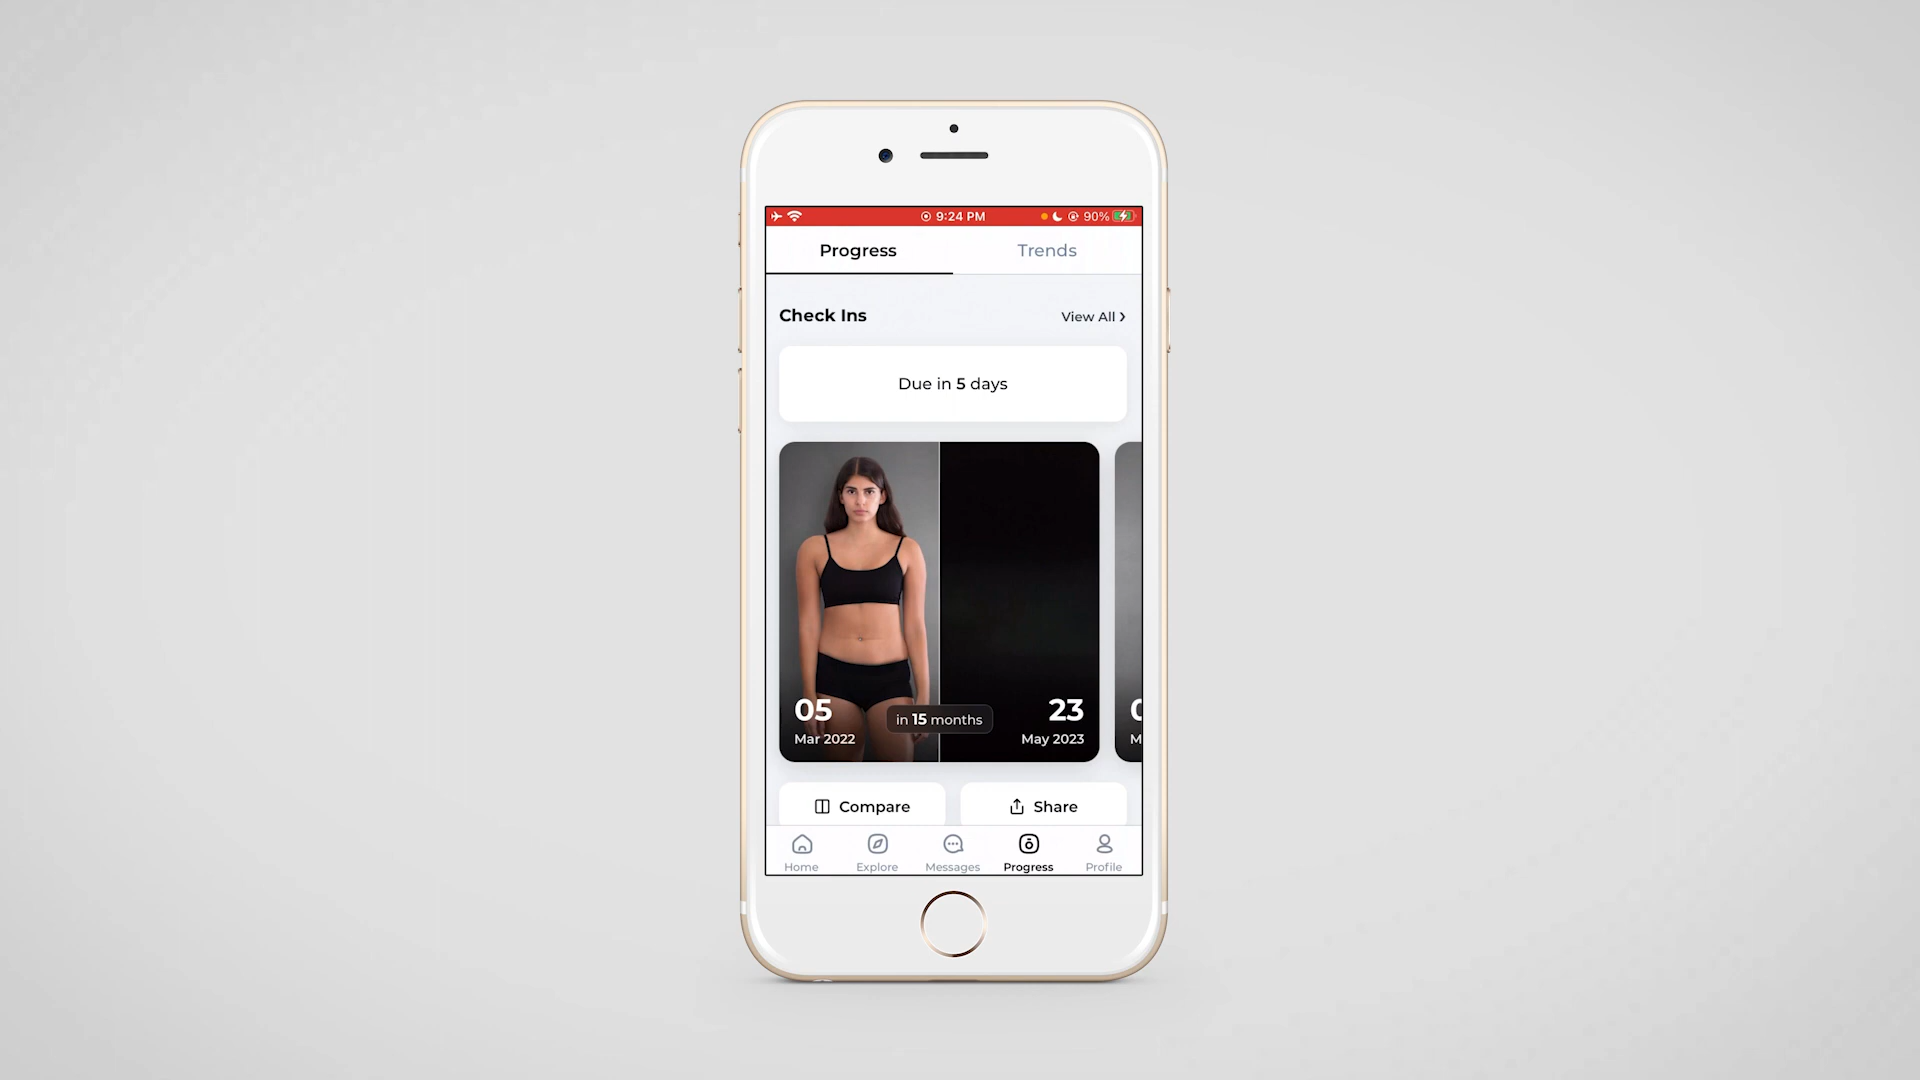 9:24 PM 90%
Progress Trends
Check Ins View All
Due in 5 days
05 23
in 15 months
Mar 2022 May 2023
Compare Share
Home Explore Messages Progress Profile